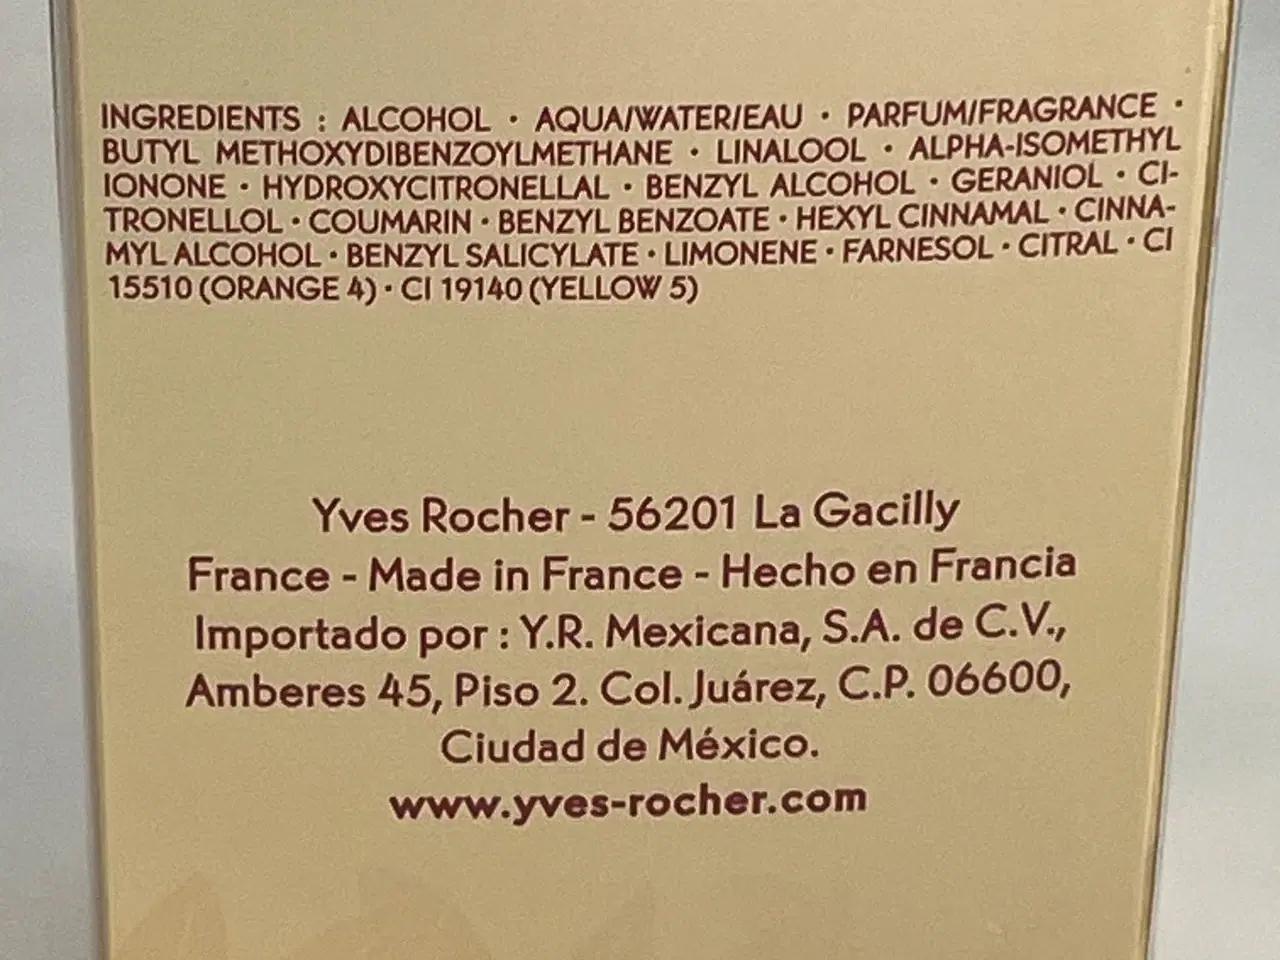 INGREDIENTS : ALCOHOL · AQUA/WATER/EAU · PARFUM/FRAGRANCE ·
BUTYL METHOXYDIBENZOYLMETHANE · LINALOOL · ALPHA-ISOMETHYL
IONONE · HYDROXYCITRONELLAL · BENZYL ALCOHOL · GERANIOL · CI-
TRONELLOL · COUMARIN · BENZYL BENZOATE · HEXYL CINNAMAL · CINNA-
MYL ALCOHOL · BENZYL SALICYLATE · LIMONENE · FARNESOL · CITRAL · CI
15510 (ORANGE 4) · CI 19140 (YELLOW 5)
Yves Rocher - 56201 La Gacilly
France - Made in France - Hecho en Francia
Importado por : Y.R. Mexicana, S.A. de C.V.,
Amberes 45, Piso 2. Col. Juárez, C.P. 06600,
Ciudad de México.
www.yves-rocher.com